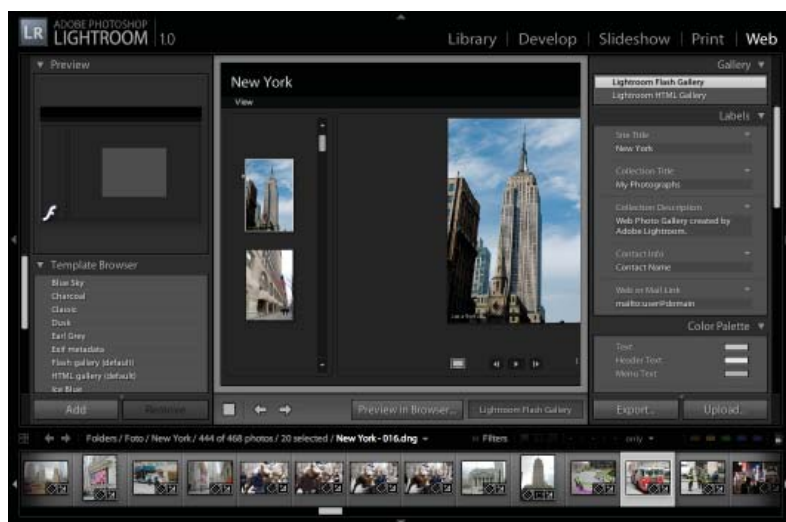 LR
ADOBE PHOTOSHOP
LIGHTROOM 1.0
Library | Develop | Slideshow | Print | Web
Preview
Template Browser
Blue Sky
Charcoal
Classic
Dusk
Earl Grey
Exif metadata
Flash gallery (default)
HTML gallery (default)
Ice Blue
Add
Remove
New York
View
Preview in Browser...
Lightroom Flash Gallery
Gallery
Lightroom Flash Gallery
Lightroom HTML Gallery
Labels
Site Title
New York
Collection Title
My Photographs
Collection Description
Web Photo Gallery created by
Adobe Lightroom.
Contact Info
Contact Name
Web or Mail Link
mailto:user@domain
Color Palette
Text
Header Text
Menu Text
Export...
Upload...
Folders / Foto / New York / 444 of 468 photos / 20 selected / New York - 016.dng
Filters
only